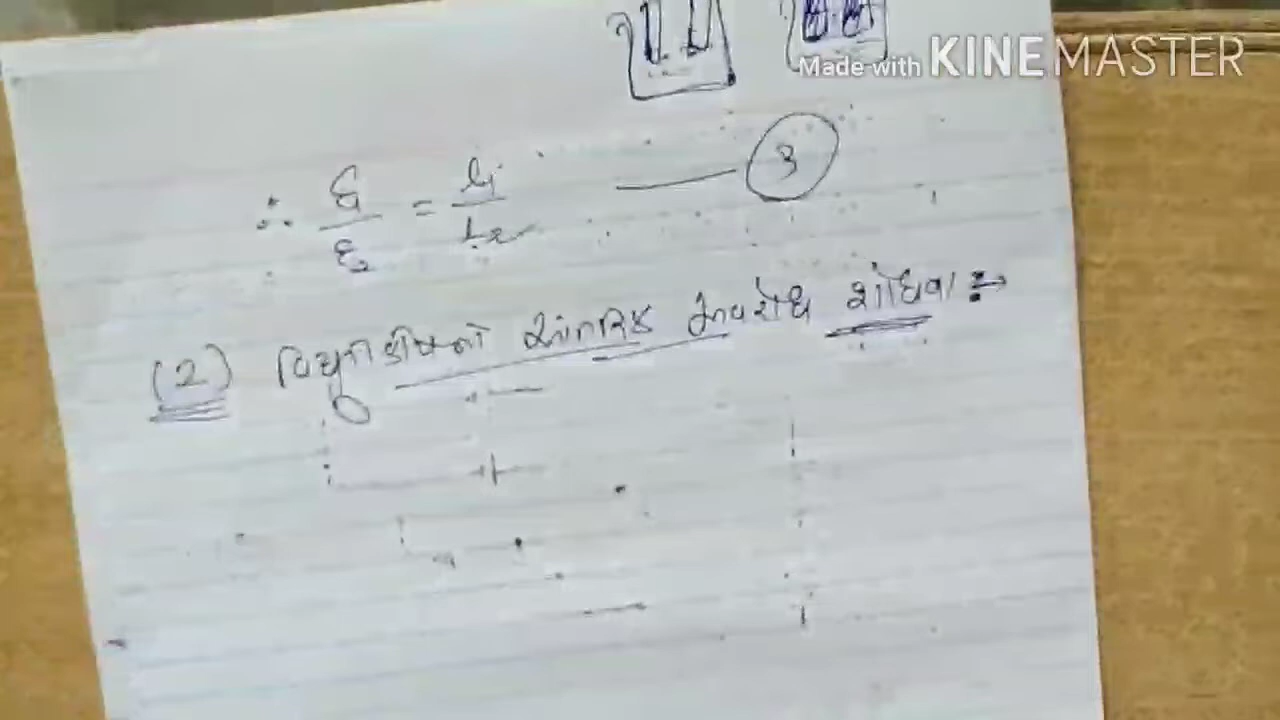 Made with KINEMASTER
∴ ε₁/ε₂ = L₁/L₂ —— ③
(2) વિદ્યુતકોષનો આંતરિક અવરોધ શોધવા :→